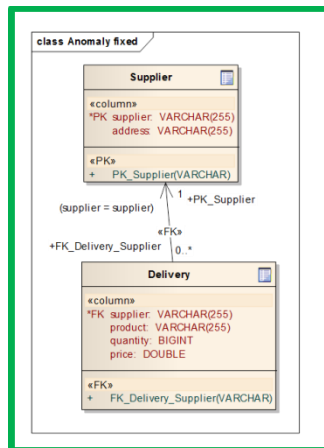 class Anomaly fixed
Supplier
«column»
*PK supplier: VARCHAR(255)
address: VARCHAR(255)
«PK»
+ PK_Supplier(VARCHAR)
1
+PK_Supplier
(supplier = supplier)
«FK»
+FK_Delivery_Supplier
0..*
Delivery
«column»
*FK supplier: VARCHAR(255)
product: VARCHAR(255)
quantity: BIGINT
price: DOUBLE
«FK»
+ FK_Delivery_Supplier(VARCHAR)